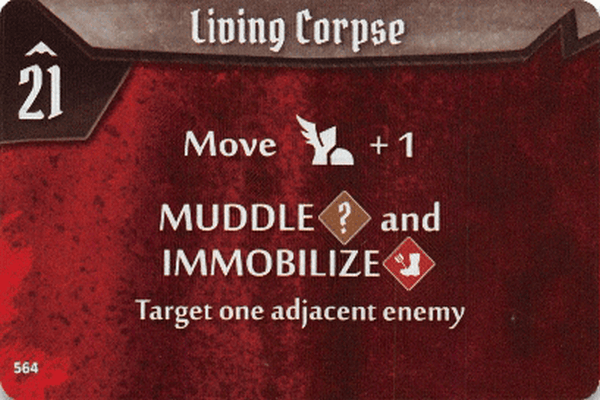 Living Corpse
21
Move + 1
MUDDLE ? and
IMMOBILIZE
Target one adjacent enemy
564